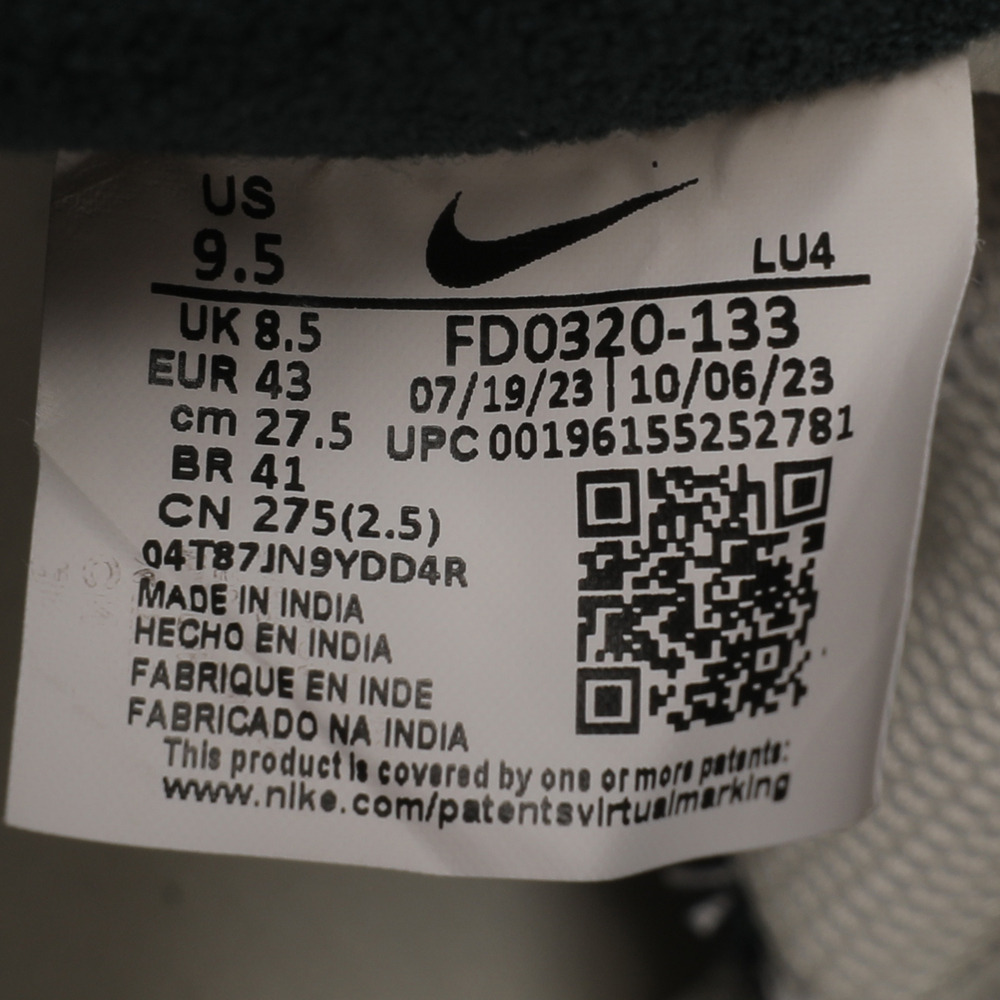 US
9.5
LU4
UK 8.5
EUR 43
cm 27.5
BR 41
CN 275(2.5)
FD0320-133
07/19/23 | 10/06/23
UPC 00196155252781
04T87JN9YDD4R
MADE IN INDIA
HECHO EN INDIA
FABRIQUE EN INDE
FABRICADO NA INDIA
This product is covered by one or more patents:
www.nike.com/patentsvirtualmarking